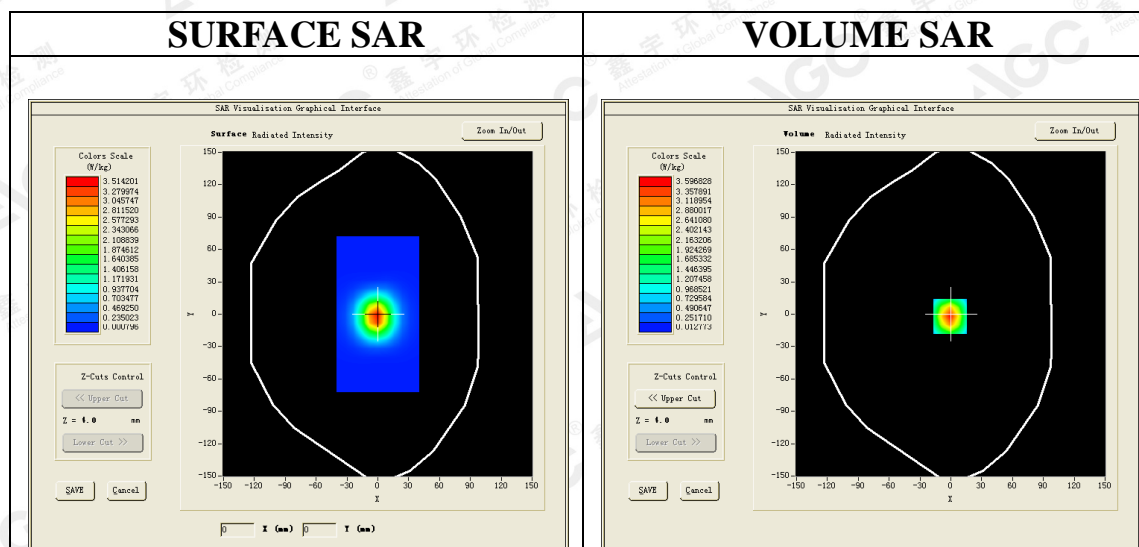 SURFACE SAR
VOLUME SAR
SAR Visualisation Graphical Interface
Surface Radiated Intensity
Zoom In/Out
Colors Scale
(W/kg)
3.514201
3.279974
3.045747
2.811520
2.577293
2.343066
2.108839
1.874612
1.640385
1.406158
1.171931
0.937704
0.703477
0.469250
0.235023
0.000796
Z-Cuts Control
<< Upper Cut
Z = 4.0 mm
Lower Cut >>
SAVE Cancel
150
120
90
60
30
0
-30
-60
-90
-120
-150
Y
-150 -120 -90 -60 -30 0 30 60 90 120 150
X
0 X (mm) 0 Y (mm)
SAR Visualisation Graphical Interface
Volume Radiated Intensity
Zoom In/Out
Colors Scale
(W/kg)
3.596828
3.357891
3.118954
2.880017
2.641080
2.402143
2.163206
1.924269
1.685332
1.446395
1.207458
0.968521
0.729584
0.490647
0.251710
0.012773
Z-Cuts Control
<< Upper Cut
Z = 4.0 mm
Lower Cut >>
SAVE Cancel
150
120
90
60
30
0
-30
-60
-90
-120
-150
Y
-150 -120 -90 -60 -30 0 30 60 90 120 150
X